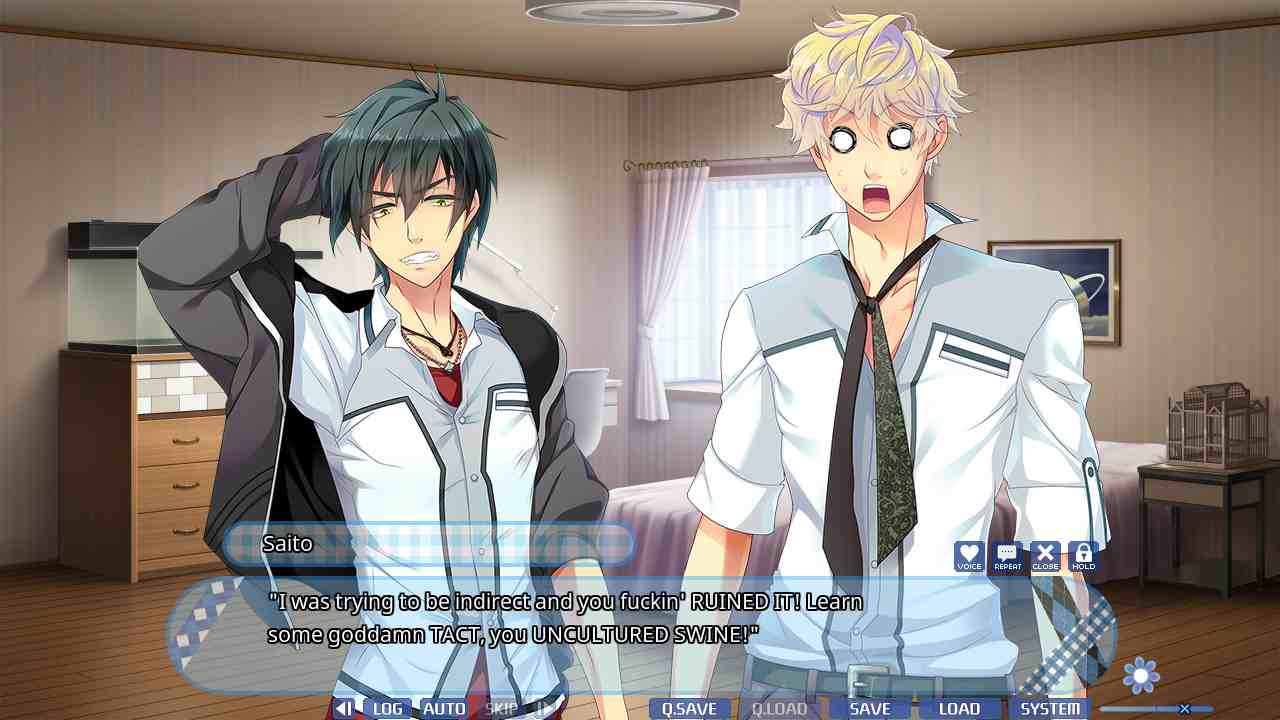 VOICE REPEAT CLOSE HOLD
Saito
"I was trying to be indirect and you fuckin' RUINED IT! Learn
some goddamn TACT, you UNCULTURED SWINE!"
LOG AUTO SKIP Q.SAVE Q.LOAD SAVE LOAD SYSTEM